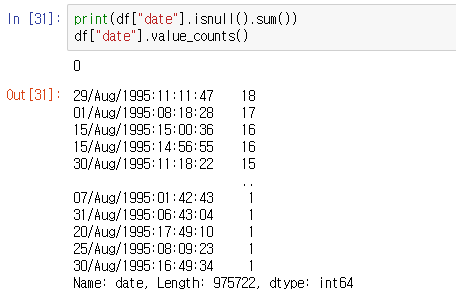 In [31]: print(df["date"].isnull().sum())
df["date"].value_counts()
0
Out[31]: 29/Aug/1995:11:11:47    18
01/Aug/1995:08:18:28    17
15/Aug/1995:15:00:36    16
15/Aug/1995:14:56:55    16
30/Aug/1995:11:18:22    15
..
07/Aug/1995:01:42:43    1
31/Aug/1995:06:43:04    1
20/Aug/1995:17:49:10    1
25/Aug/1995:08:09:23    1
30/Aug/1995:16:49:34    1
Name: date, Length: 975722, dtype: int64